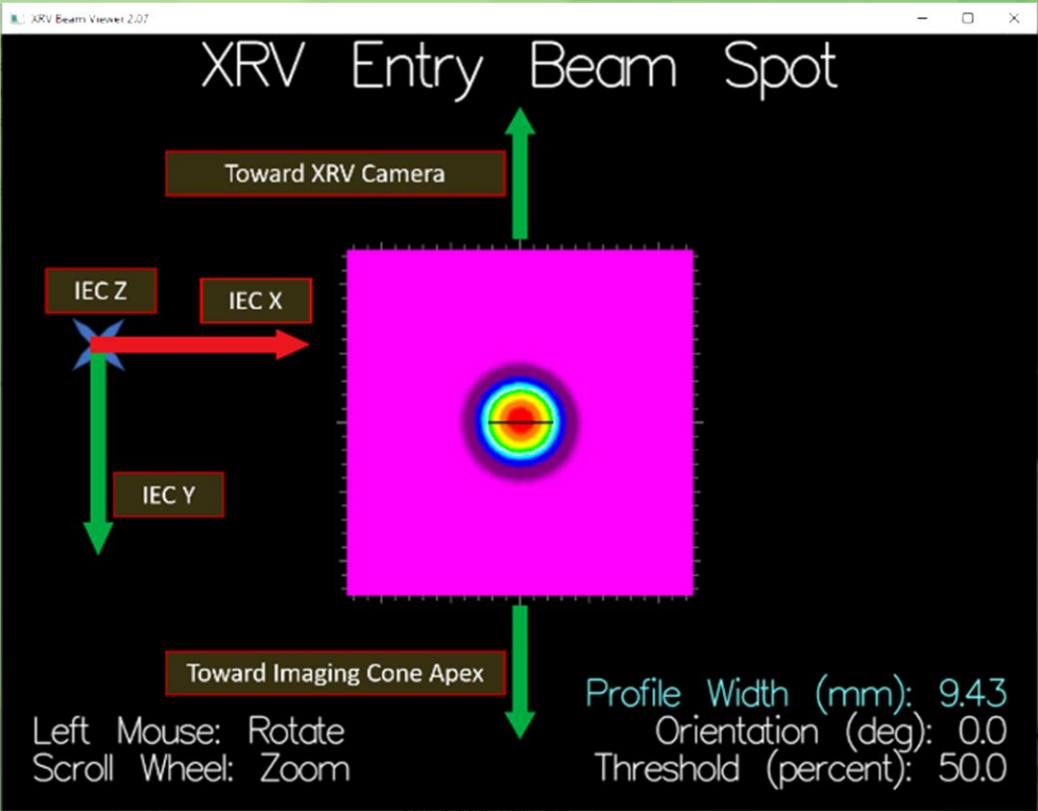 XRV Beam Viewer 2.07
XRV Entry Beam Spot
Toward XRV Camera
IEC Z
IEC X
IEC Y
Toward Imaging Cone Apex
Profile Width (mm): 9.43
Left Mouse: Rotate
Orientation (deg): 0.0
Scroll Wheel: Zoom
Threshold (percent): 50.0